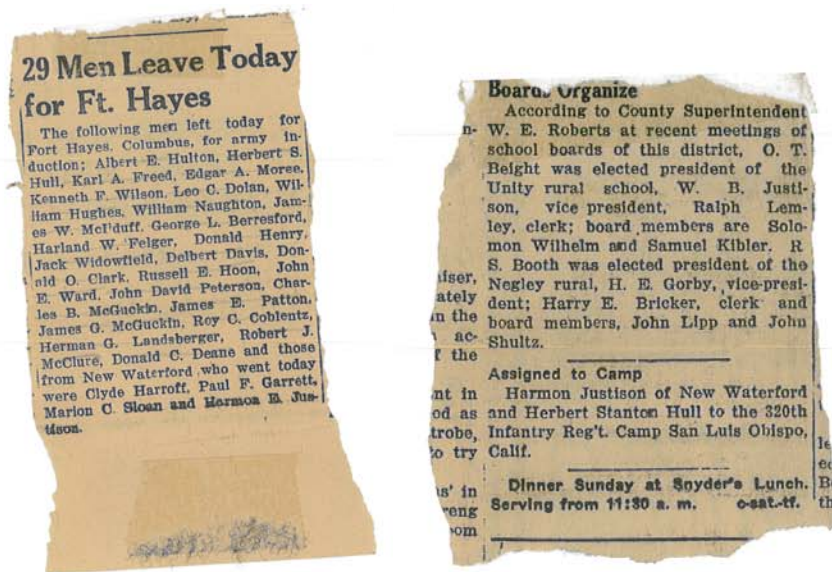 29 Men Leave Today
for Ft. Hayes
The following men left today for
Fort Hayes, Columbus, for army in-
duction; Albert E. Hulton, Herbert S.
Hull, Karl A. Freed, Edgar A. Moree,
Kenneth F. Wilson, Leo C. Dolan, Wil-
liam Hughes, William Naughton, Jam-
es W. McI'duff, George L. Berresford,
Harland W. Felger, Donald Henry,
Jack Widowfield, Delbert Davis, Don-
ald O. Clark, Russell E. Hoon, John
E. Ward, John David Peterson, Char-
les B. McGuckin, James E. Patton,
James G. McGuckin, Roy C. Coblentz,
Herman G. Landsberger, Robert J.
McClure, Donald C. Deane and those
from New Waterford who went today
were Clyde Harroff, Paul F. Garrett,
Marion C. Sloan and Harmon E. Jus-
tison.
Boards Organize
According to County Superintendent
W. E. Roberts at recent meetings of
school boards of this district, O. T.
Beight was elected president of the
Unity rural school, W. B. Justi-
son, vice president, Ralph Lem-
ley, clerk; board members are Solo-
mon Wilhelm and Samuel Kibler. R
S. Booth was elected president of the
Negley rural, H. E. Gorby, vice-presi-
dent; Harry E. Bricker, clerk and
board members, John Lipp and John
Shultz.
Assigned to Camp
Harmon Justison of New Waterford
and Herbert Stanton Hull to the 320th
Infantry Reg't. Camp San Luis Obispo,
Calif.
Dinner Sunday at Snyder's Lunch.
Serving from 11:30 a. m. c-sat.-tf.